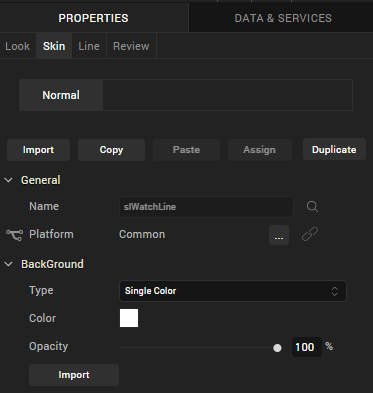 PROPERTIES DATA & SERVICES
Look Skin Line Review
Normal
Import Copy Paste Assign Duplicate
General
Name slWatchLine
Platform Common ...
BackGround
Type Single Color
Color
Opacity 100 %
Import